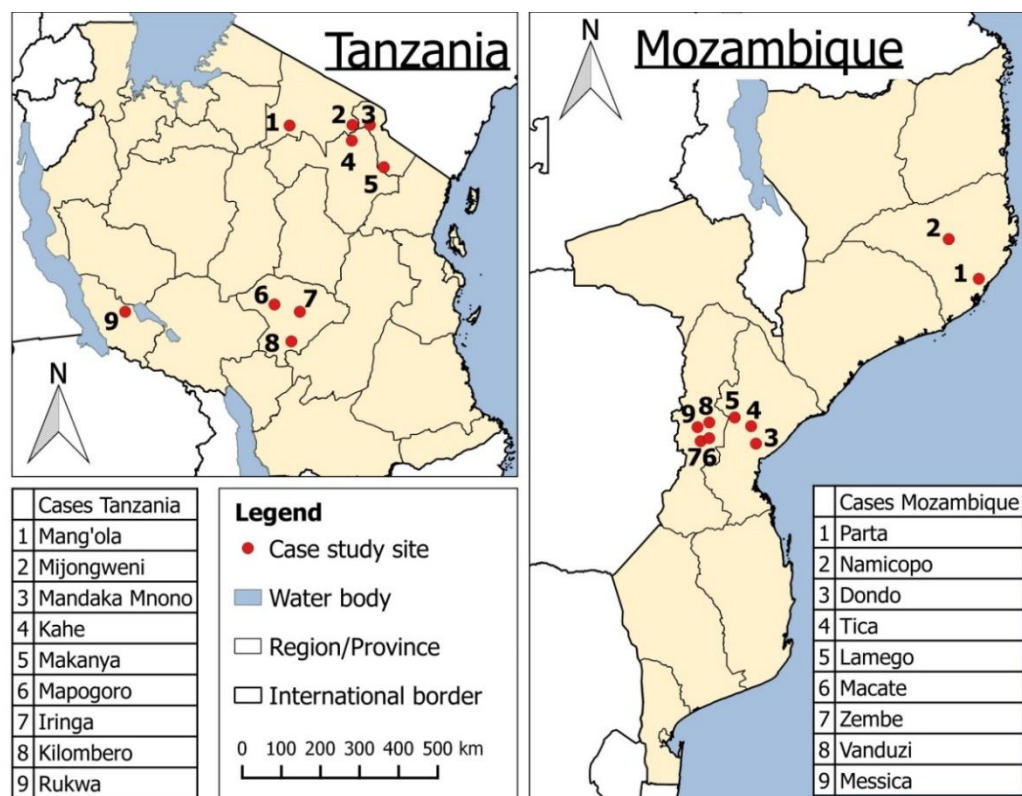 Tanzania
N
1
2
3
4
5
6
7
8
9
Mozambique
N
2
1
5
4
3
9 8
76
Cases Tanzania
1 Mang'ola
2 Mijongweni
3 Mandaka Mnono
4 Kahe
5 Makanya
6 Mapogoro
7 Iringa
8 Kilombero
9 Rukwa
Legend
Case study site
Water body
Region/Province
International border
0 100 200 300 400 500 km
Cases Mozambique
1 Parta
2 Namicopo
3 Dondo
4 Tica
5 Lamego
6 Macate
7 Zembe
8 Vanduzi
9 Messica